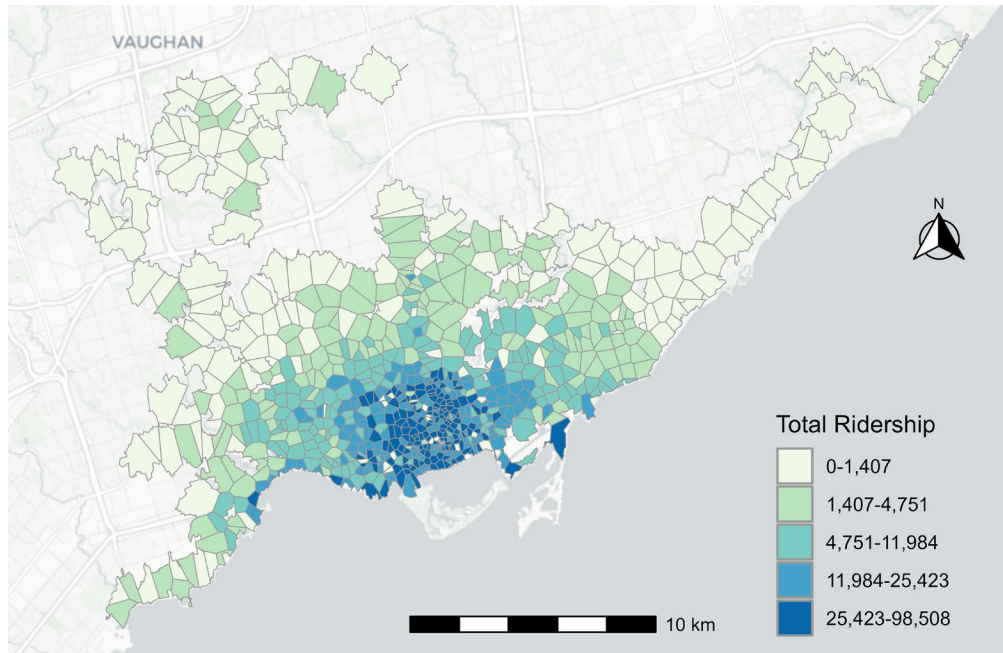 VAUGHAN
N
Total Ridership
0-1,407
1,407-4,751
4,751-11,984
11,984-25,423
25,423-98,508
10 km